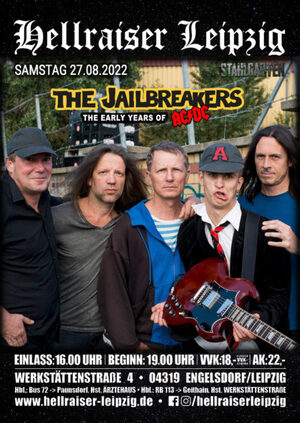 Hellraiser Leipzig
SAMSTAG 27.08.2022
STAHLGARTEN
THE JAILBREAKERS
THE EARLY YEARS OF AC/DC
A
EINLASS:16.00 UHR | BEGINN: 19.00 UHR | VVK:18,- | AK:22,-
WERKSTÄTTENSTRAßE 4 • 04319 ENGELSDORF/LEIPZIG
Hbf.: Bus 72 -> Paunsdorf, Hst. ÄRZTEHAUS • Hbf.: RB 113 -> Geithain, Hst. WERKSTÄTTENSTRAßE
www.hellraiser-leipzig.de • /hellraiserleipzig